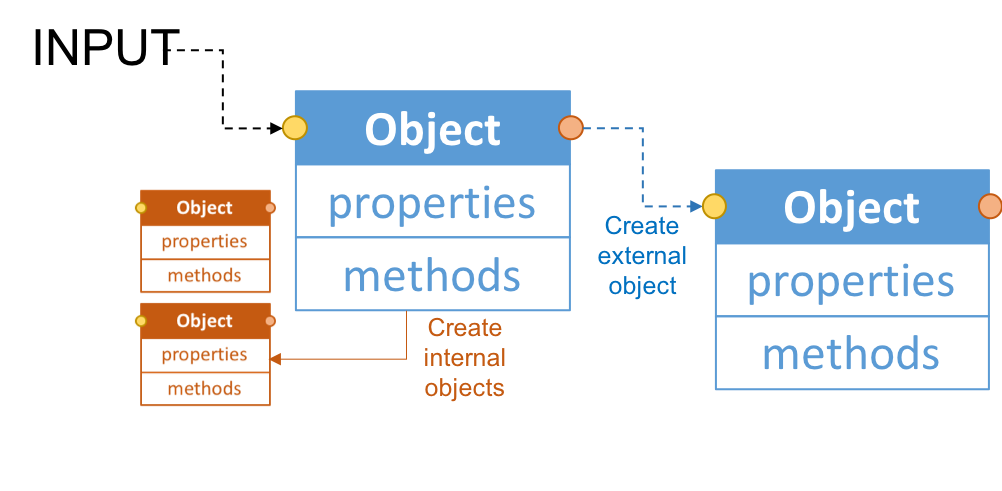 INPUT
Object
properties
methods
Create
external
object
Object
properties
methods
Object
properties
methods
Object
properties
methods
Create
internal
objects